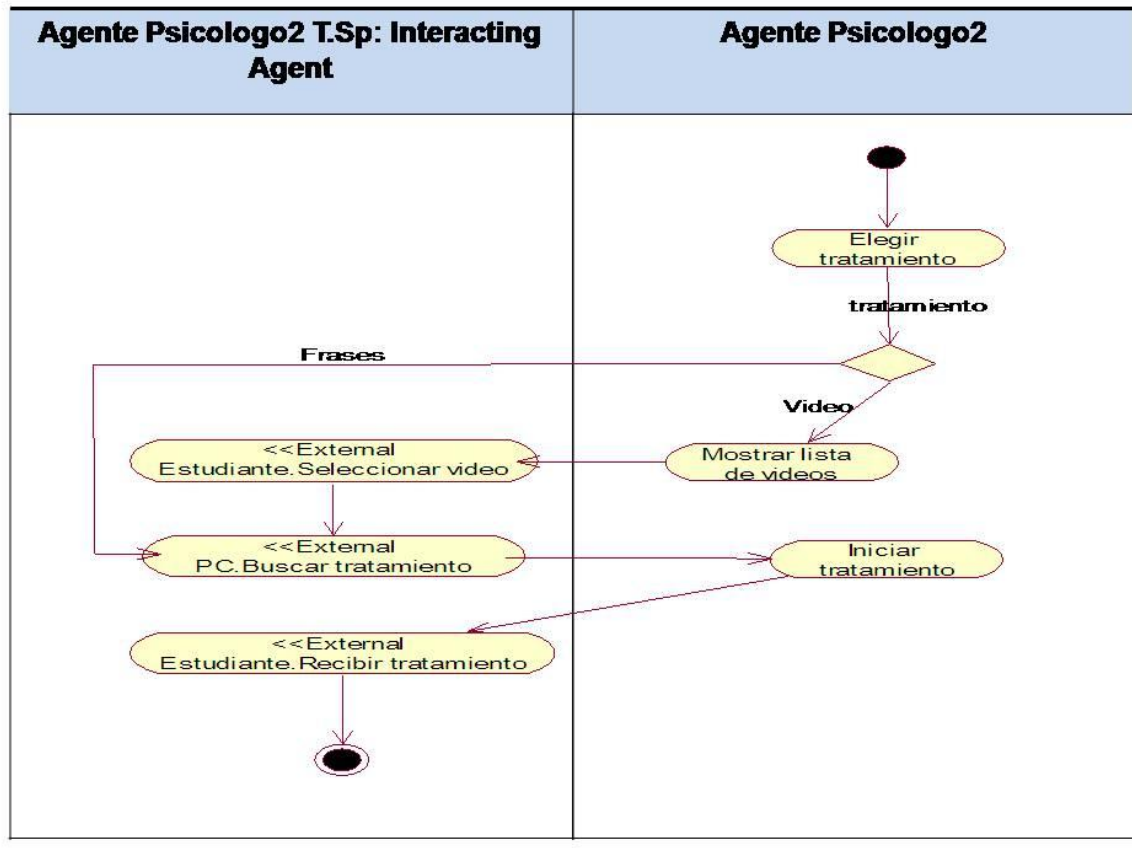 Agente Psicologo2 T.Sp: Interacting
Agent
Agente Psicologo2
Elegir
tratamiento
tratamiento
Frases
Video
<<External
Estudiante.Seleccionar video
Mostrar lista
de videos
<<External
PC.Buscar tratamiento
Iniciar
tratamiento
<<External
Estudiante.Recibir tratamiento